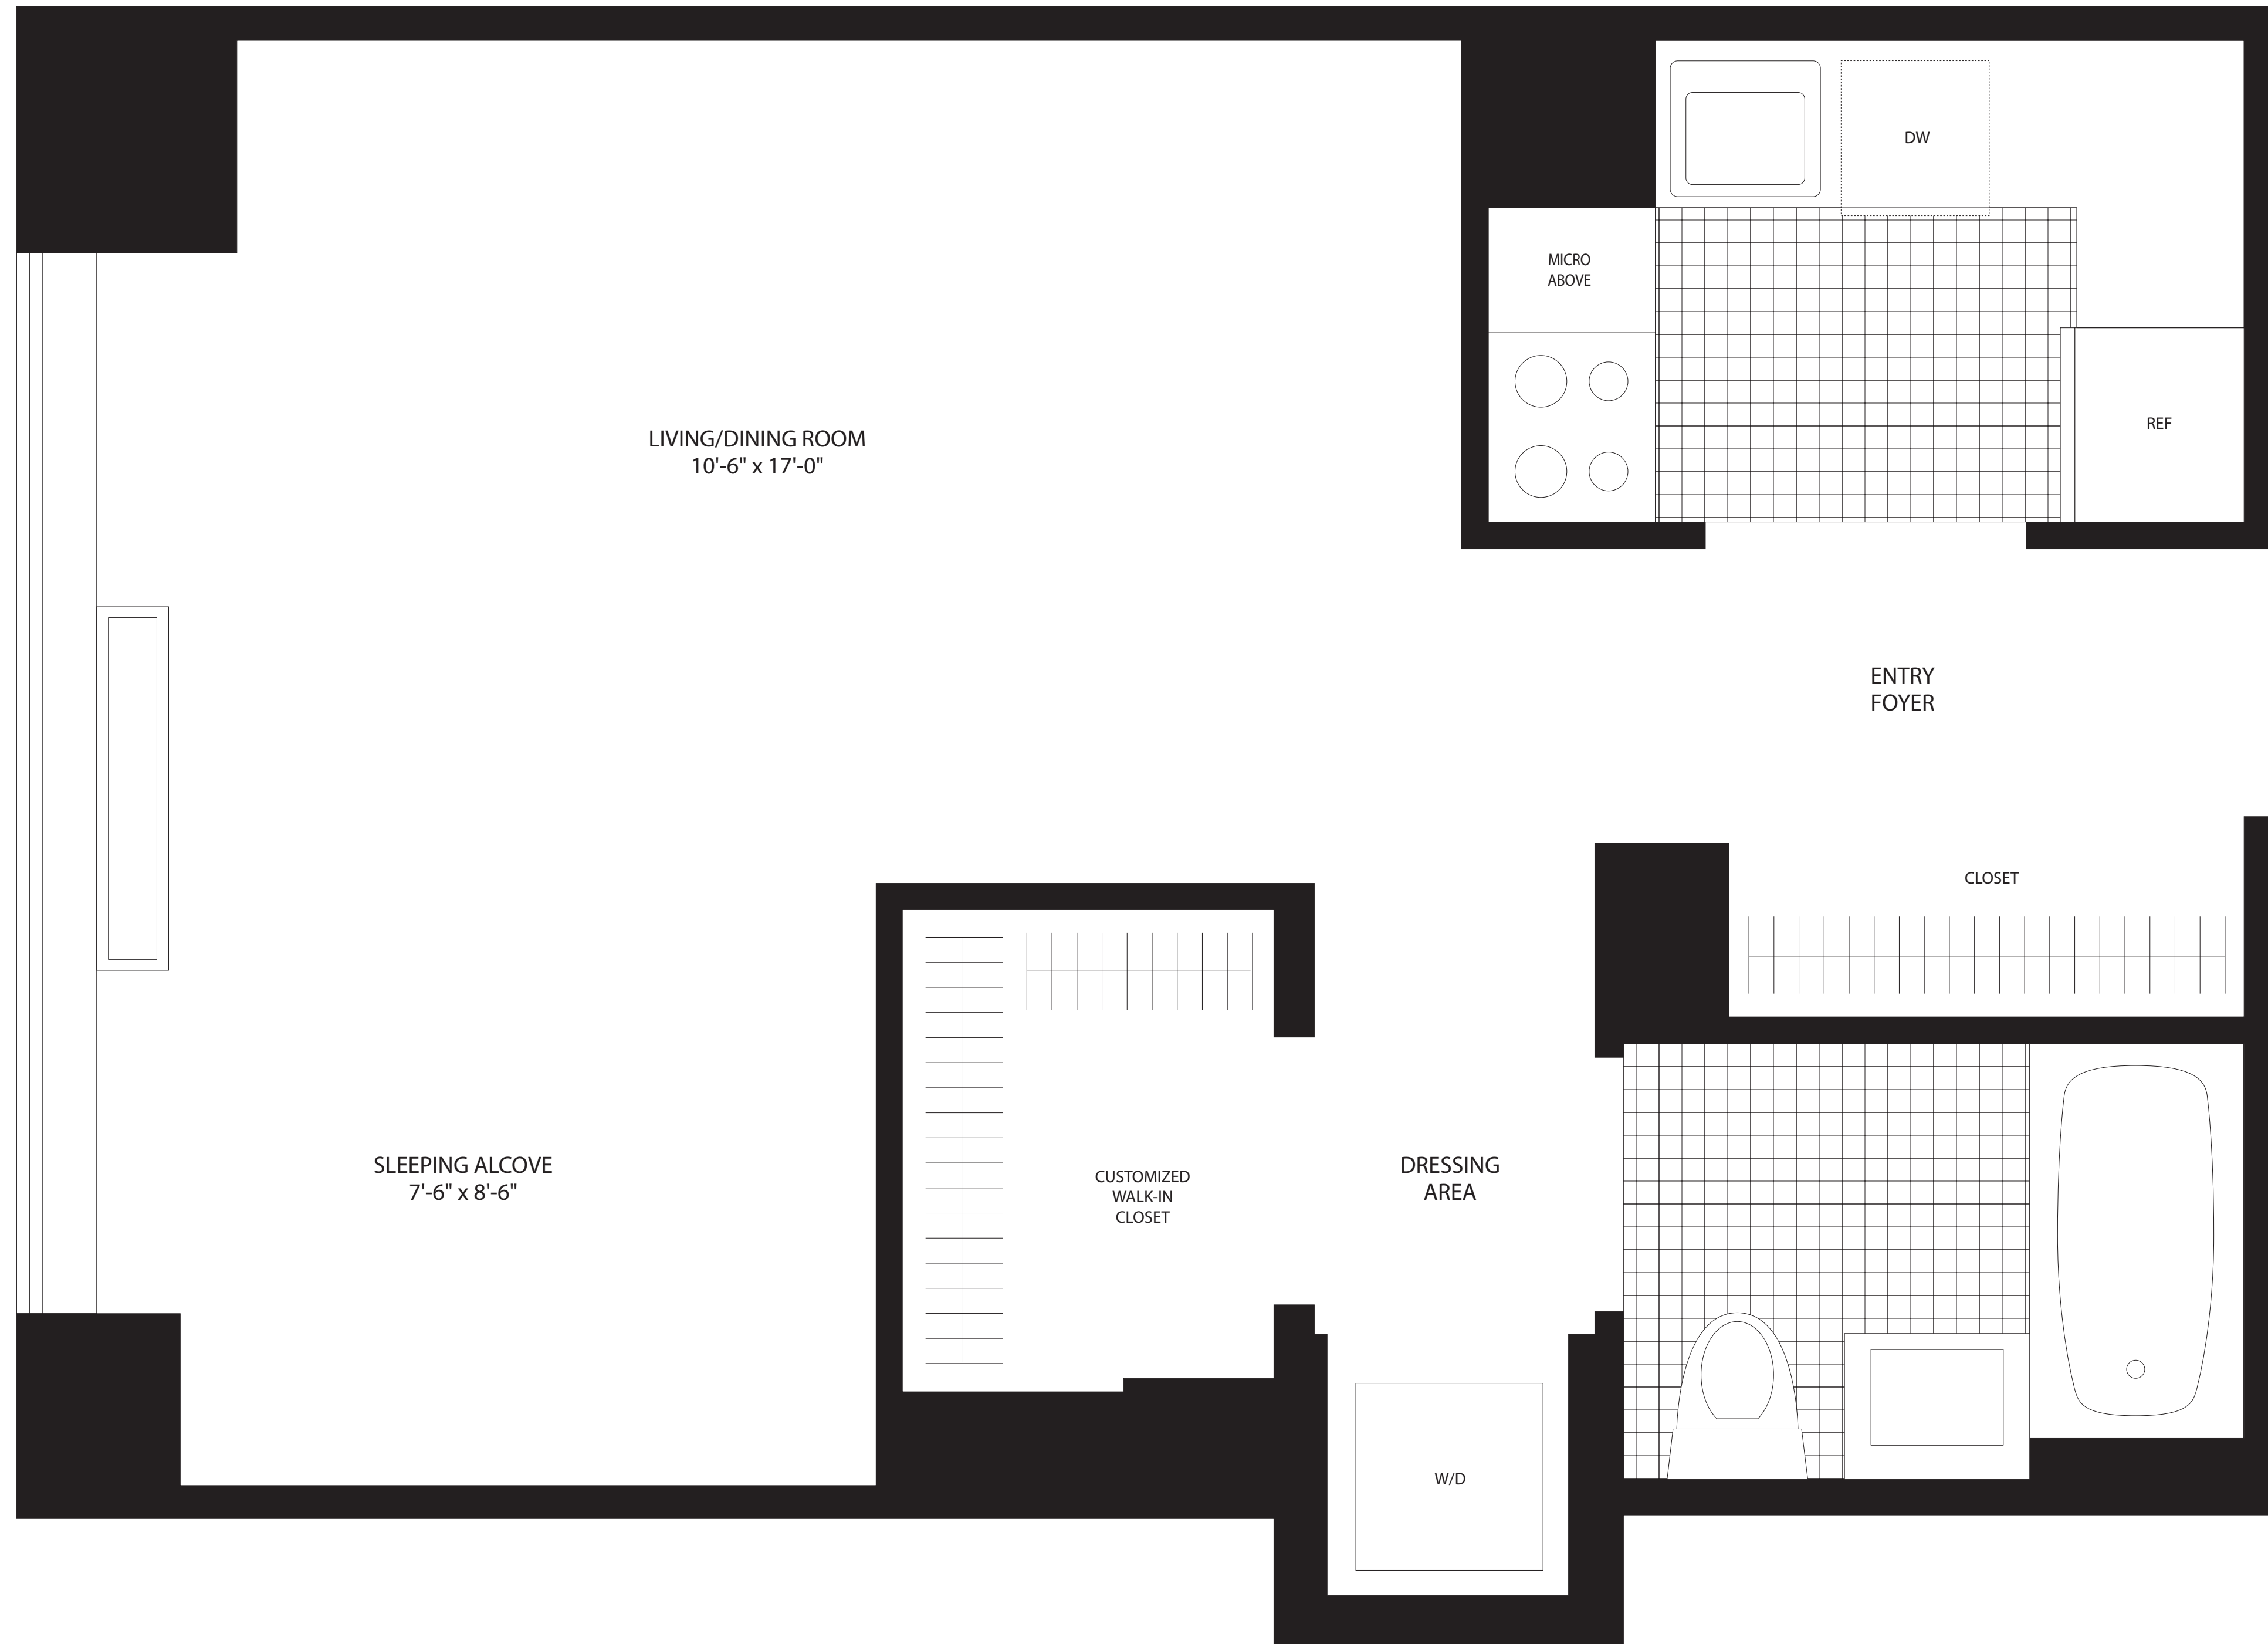 DW
MICRO
ABOVE
REF
LIVING/DINING ROOM
10'-6" x 17'-0"
ENTRY
FOYER
CLOSET
SLEEPING ALCOVE
7'-6" x 8'-6"
CUSTOMIZED
WALK-IN
CLOSET
DRESSING
AREA
W/D